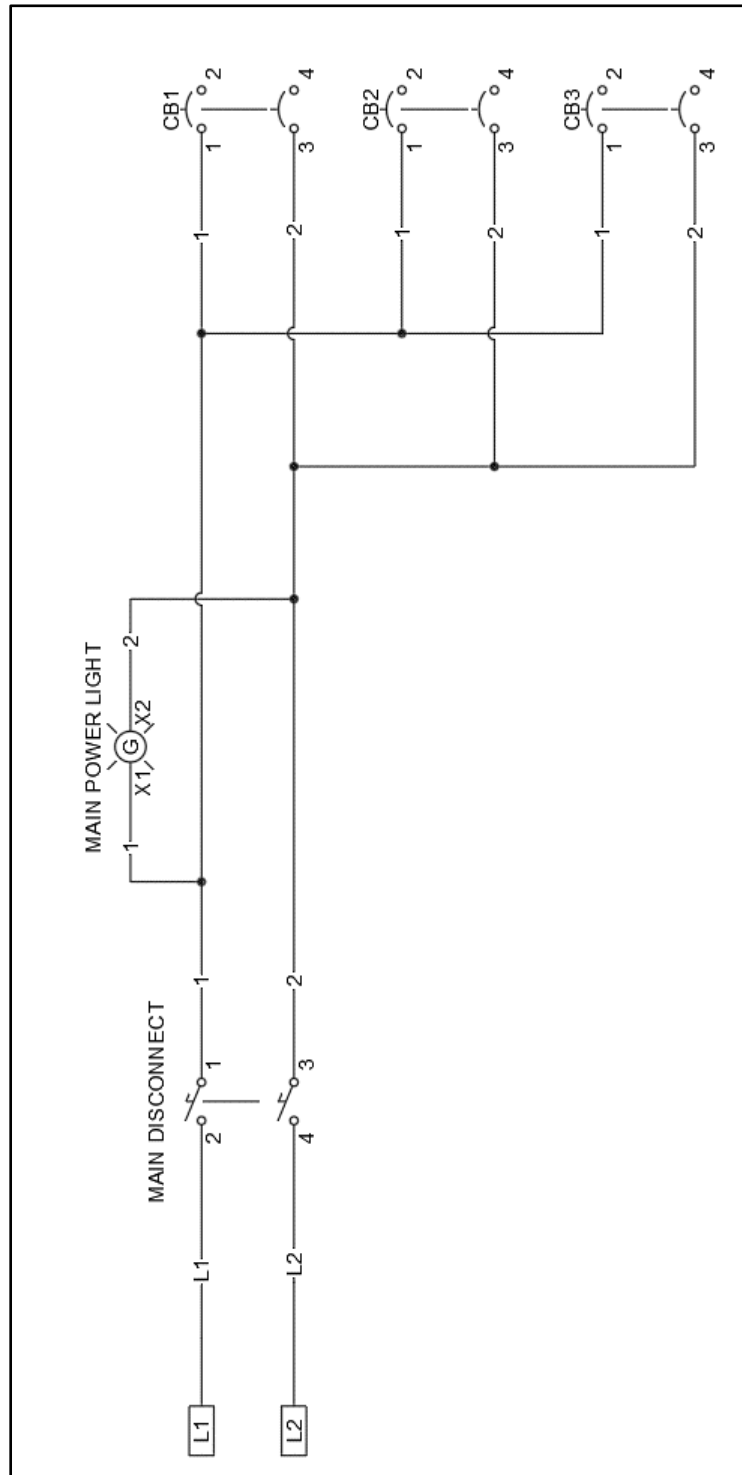 MAIN POWER LIGHT
1 G 2
X1 X2
MAIN DISCONNECT
CB1
L1 L1 1 1
2 1 1 2
L2 L2 2 2
4 3 3 4
CB2
1
1 2
2
3 4
CB3
1
1 2
2
3 4